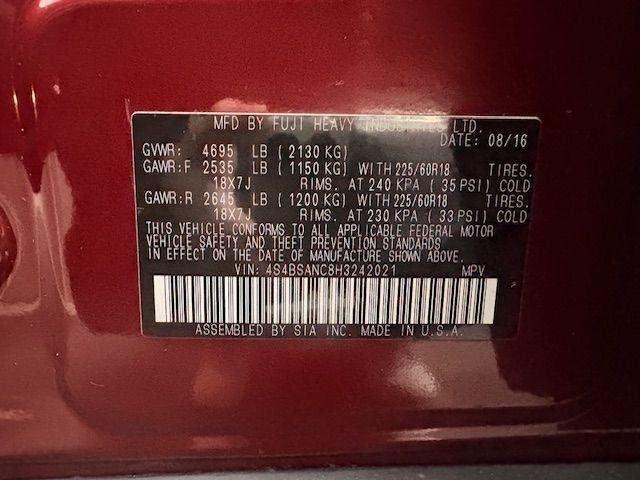 MFD BY FUJI HEAVY INDUSTRIES LTD.
DATE: 08/16
GVWR: 4695 LB (2130 KG)
GAWR:F 2535 LB (1150 KG) WITH 225/60R18 TIRES.
18X7J RIMS. AT 240 KPA (35 PSI) COLD
GAWR:R 2645 LB (1200 KG) WITH 225/60R18 TIRES.
18X7J RIMS. AT 230 KPA (33 PSI) COLD
THIS VEHICLE CONFORMS TO ALL APPLICABLE FEDERAL MOTOR
VEHICLE SAFETY AND THEFT PREVENTION STANDARDS
IN EFFECT ON THE DATE OF MANUFACTURE SHOWN ABOVE.
VIN: 4S4BSANC8H3242021 MPV
ASSEMBLED BY SIA INC. MADE IN U.S.A.